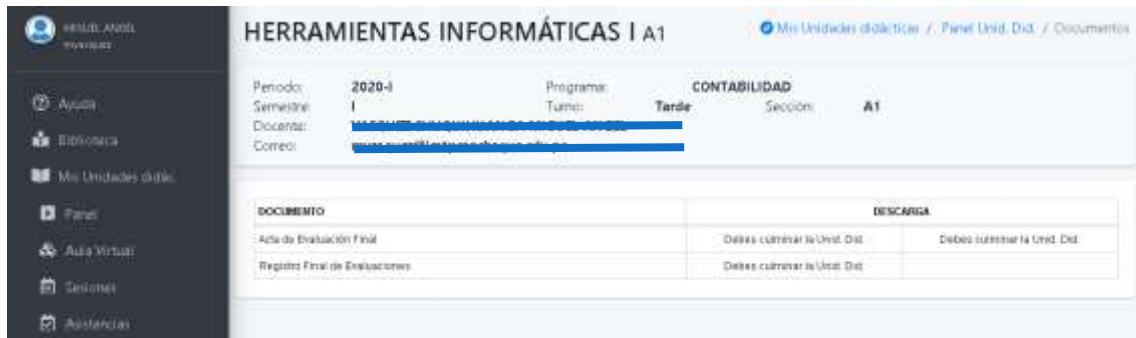 MIGUEL ANGEL
HERRAMIENTAS INFORMÁTICAS I A1
Mis Unidades didácticas / Panel Unid. Did. / Documentos
Periodo: 2020-I Programa: CONTABILIDAD
Semestre: I Turno: Tarde Sección: A1
Docente:
Correo:
Ayuda
Biblioteca
Mis Unidades didác.
Panel
Aula Virtual
Sesiones
Asistencias
DOCUMENTO DESCARGA
Acta de Evaluación Final Debes culminar la Unid. Did. Debes culminar la Unid. Did.
Registro Final de Evaluaciones Debes culminar la Unid. Did.